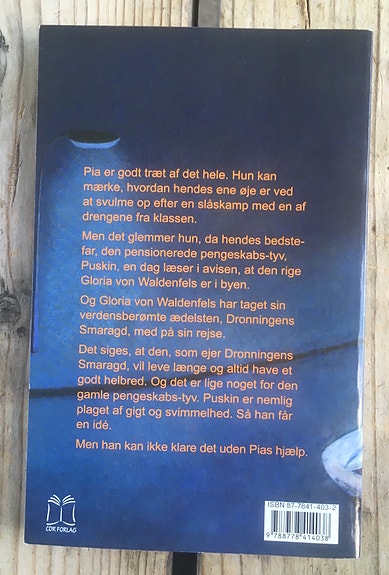 Pia er godt træt af det hele. Hun kan
mærke, hvordan hendes ene øje er ved
at svulme op efter en slåskamp med en af
drengene fra klassen.
Men det glemmer hun, da hendes bedste-
far, den pensionerede pengeskabs-tyv,
Puskin, en dag læser i avisen, at den rige
Gloria von Waldenfels er i byen.
Og Gloria von Waldenfels har taget sin
verdensberømte ædelsten, Dronningens
Smaragd, med på sin rejse.
Det siges, at den, som ejer Dronningens
Smaragd, vil leve længe og altid have et
godt helbred. Og det er lige noget for den
gamle pengeskabs-tyv. Puskin er nemlig
plaget af gigt og svimmelhed. Så han får
en idé.
Men han kan ikke klare det uden Pias hjælp.
CDR FORLAG
ISBN 87-7841-403-2
9 788778 414038